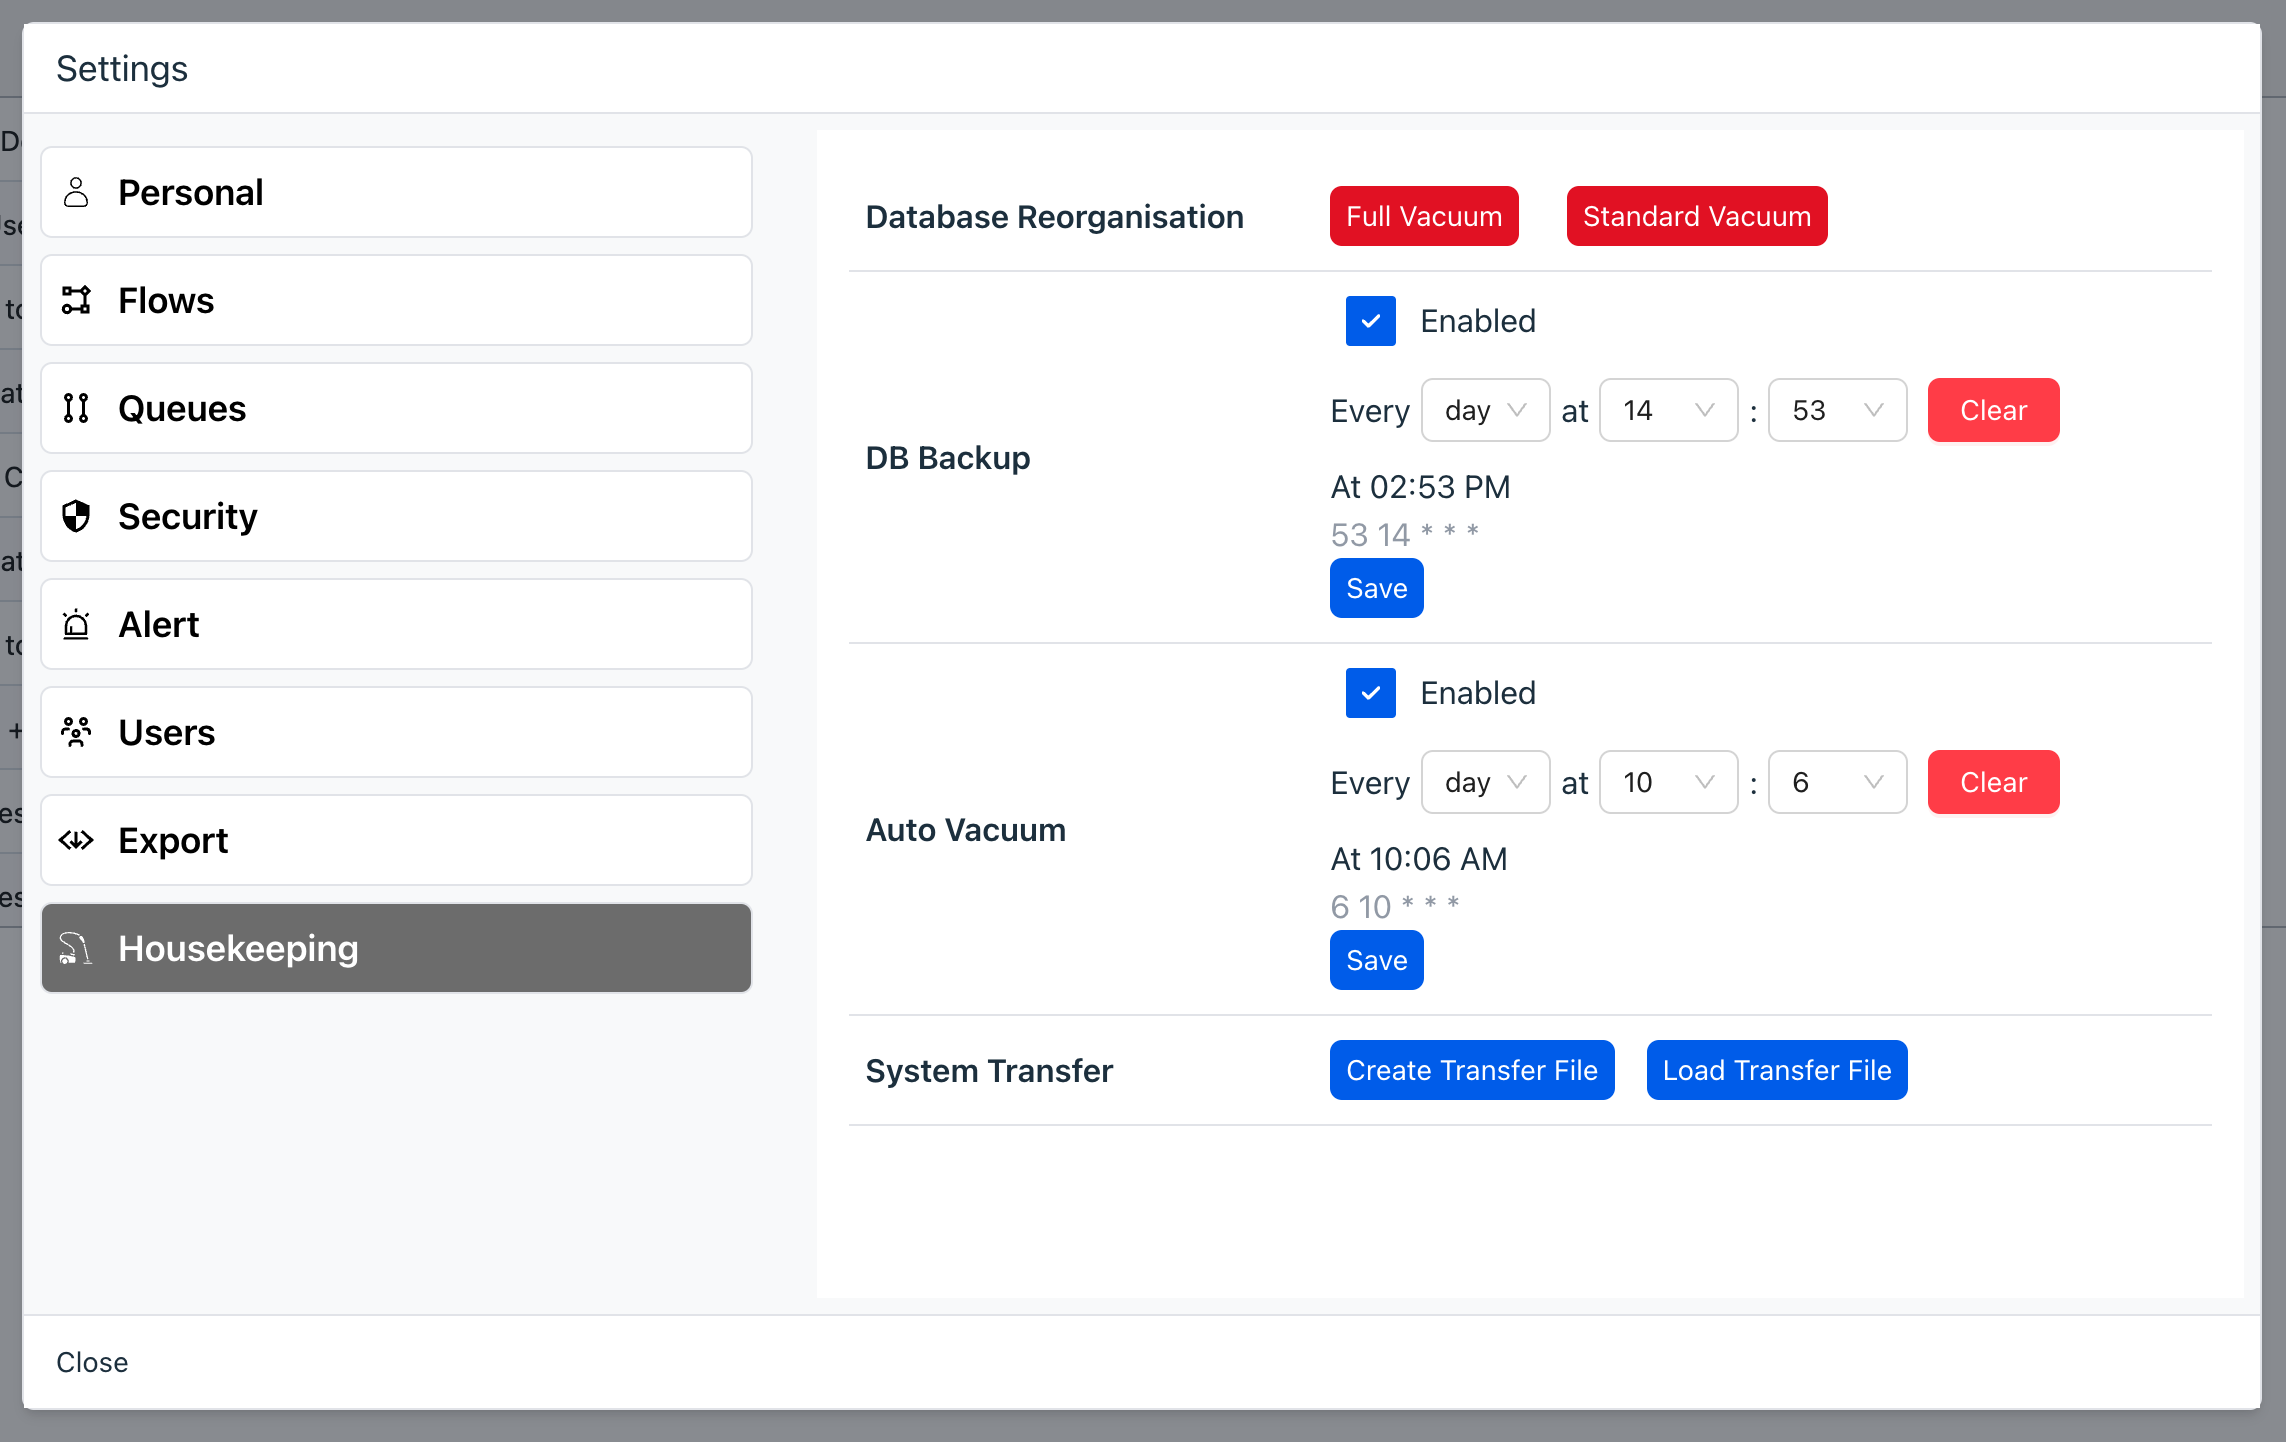 Settings
Personal
Flows
Queues
Security
Alert
Users
Export
Housekeeping
Database Reorganisation
Full Vacuum
Standard Vacuum
DB Backup
Enabled
Every day at 14 : 53 Clear
At 02:53 PM
53 14 * * *
Save
Auto Vacuum
Enabled
Every day at 10 : 6 Clear
At 10:06 AM
6 10 * * *
Save
System Transfer
Create Transfer File
Load Transfer File
Close